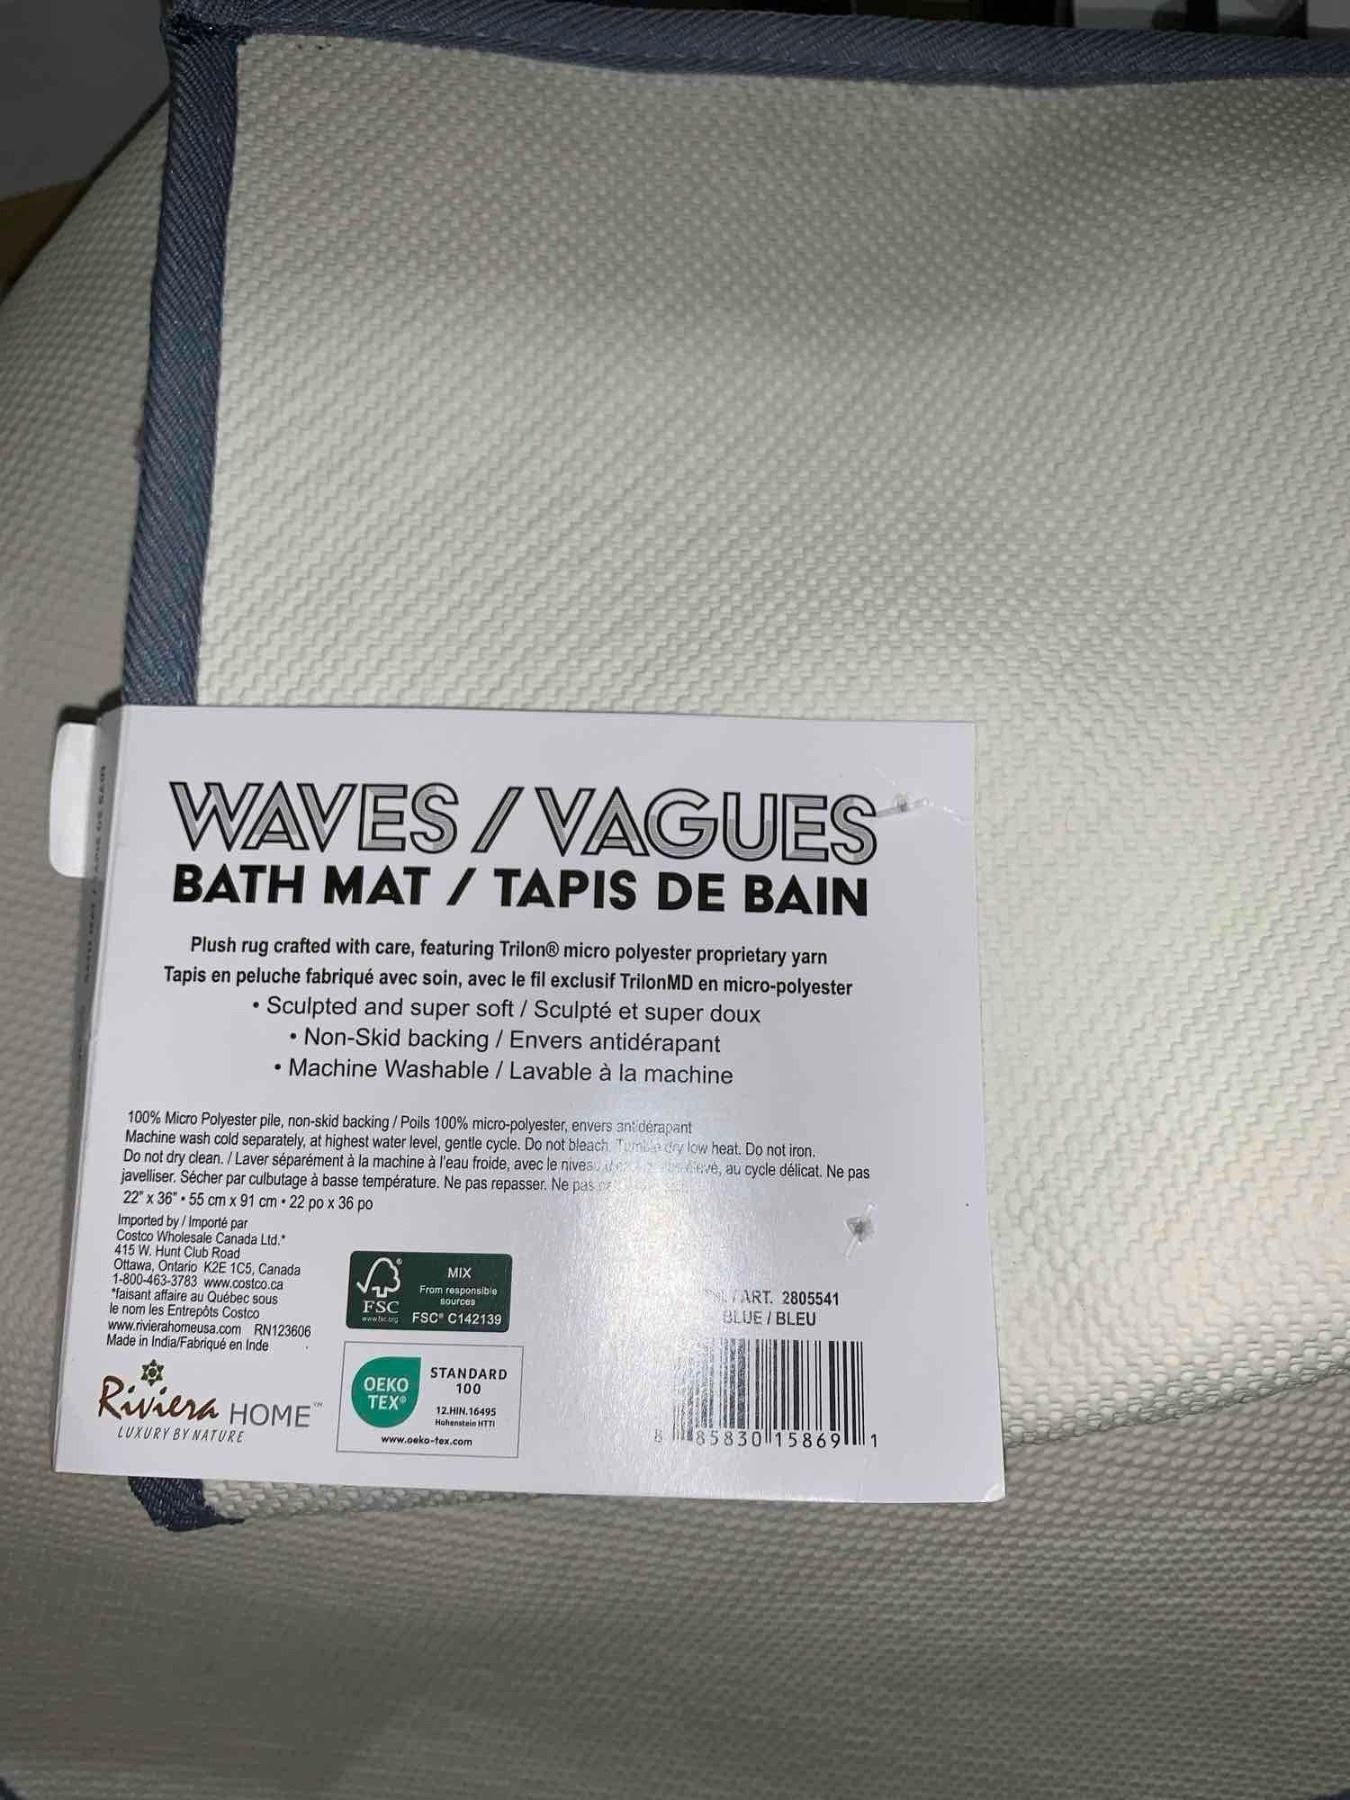 WAVES / VAGUES
BATH MAT / TAPIS DE BAIN
Plush rug crafted with care, featuring Trilon® micro polyester proprietary yarn
Tapis en peluche fabriqué avec soin, avec le fil exclusif TrilonMD en micro-polyester
• Sculpted and super soft / Sculpté et super doux
• Non-Skid backing / Envers antidérapant
• Machine Washable / Lavable à la machine
100% Micro Polyester pile, non-skid backing / Poils 100% micro-polyester, envers antidérapant
Machine wash cold separately, at highest water level, gentle cycle. Do not bleach. Tumble dry low heat. Do not iron.
Do not dry clean. / Laver séparément à la machine à l'eau froide, avec le niveau élevé, au cycle délicat. Ne pas
javelliser. Sécher par culbutage à basse température. Ne pas repasser. Ne pas
22" x 36" • 55 cm x 91 cm • 22 po x 36 po
Imported by / Importé par
Costco Wholesale Canada Ltd.*
415 W. Hunt Club Road
Ottawa, Ontario K2E 1C5, Canada
1-800-463-3783 www.costco.ca
*faisant affaire au Québec sous
le nom les Entrepôts Costco
www.rivierahomeusa.com RN123606
Made in India/Fabriqué en Inde
Riviera HOME™
LUXURY BY NATURE
FSC
www.fsc.org
MIX
From responsible
sources
FSC® C142139
OEKO
TEX®
STANDARD
100
12.HIN.16495
Hohenstein HTTI
www.oeko-tex.com
/ ART. 2805541
BLUE / BLEU
8 85830 15869 1